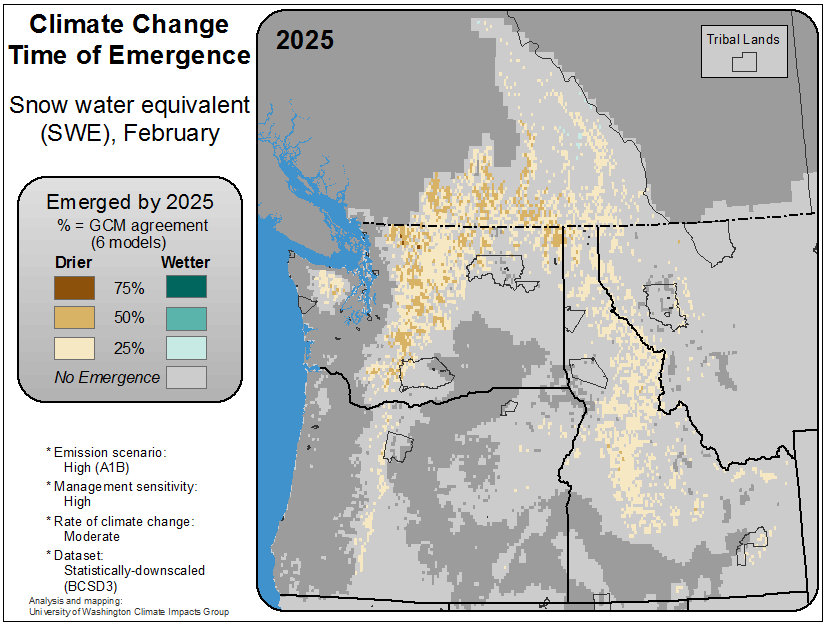 Climate Change
Time of Emergence
Snow water equivalent
(SWE), February
Emerged by 2025
% = GCM agreement
(6 models)
Drier
Wetter
75%
50%
25%
No Emergence
* Emission scenario:
High (A1B)
* Management sensitivity:
High
* Rate of climate change:
Moderate
* Dataset:
Statistically-downscaled
(BCSD3)
Analysis and mapping:
University of Washington Climate Impacts Group
2025
Tribal Lands